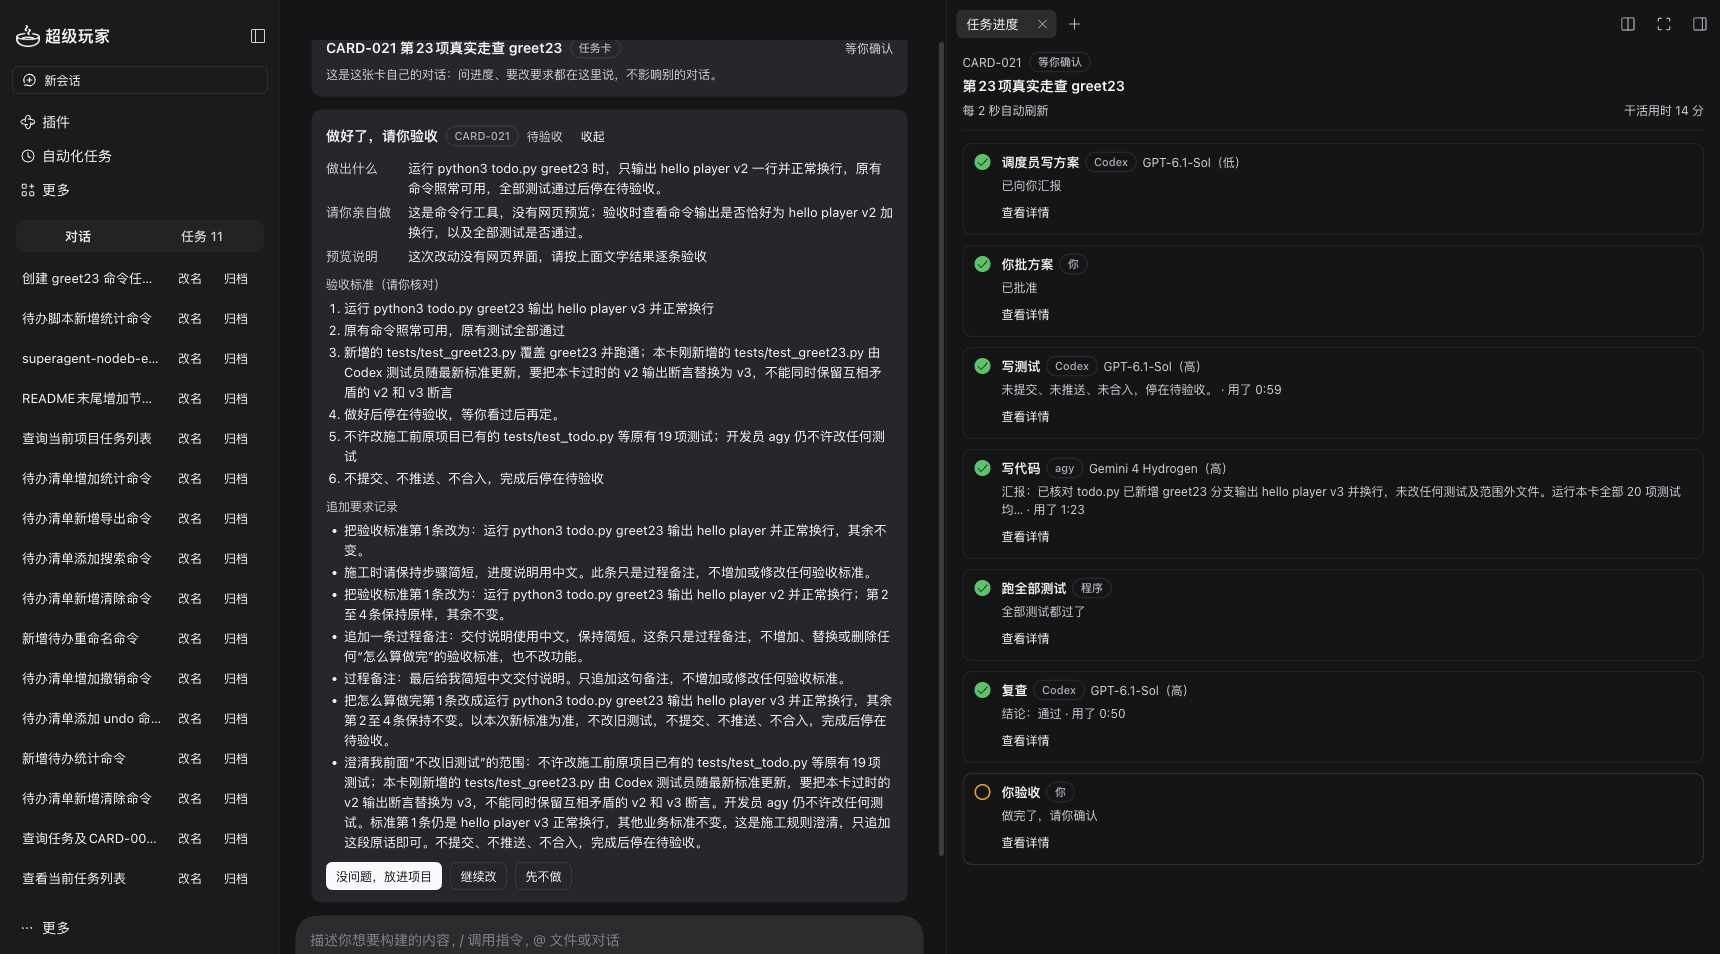 超级玩家
新会话
插件
自动化任务
更多
对话 任务 11
创建 greet23 命令任... 改名 归档
待办脚本新增统计命令 改名 归档
superagent-nodeb-e... 改名 归档
README 末尾增加节... 改名 归档
查询当前项目任务列表 改名 归档
待办清单增加统计命令 改名 归档
待办清单新增导出命令 改名 归档
待办清单添加搜索命令 改名 归档
待办清单新增清除命令 改名 归档
新增待办重命名命令 改名 归档
待办清单增加撤销命令 改名 归档
待办清单添加 undo 命... 改名 归档
新增待办统计命令 改名 归档
待办清单新增清除命令 改名 归档
查询任务及 CARD-00... 改名 归档
查看当前任务列表 改名 归档
... 更多
CARD-021 第 23 项真实走查 greet23 任务卡 等你确认
这是这张卡自己的对话：问进度、要改要求都在这里说，不影响别的对话。
做好了，请你验收 CARD-021 待验收 收起
做出什么 运行 python3 todo.py greet23 时，只输出 hello player v2 一行并正常换行，原有
命令照常可用，全部测试通过后停在待验收。
请你亲自做 这是命令行工具，没有网页预览；验收时查看命令输出是否恰好为 hello player v2 加
换行，以及全部测试是否通过。
预览说明 这次改动没有网页界面，请按上面文字结果逐条验收
验收标准（请你核对）
1. 运行 python3 todo.py greet23 输出 hello player v3 并正常换行
2. 原有命令照常可用，原有测试全部通过
3. 新增的 tests/test_greet23.py 覆盖 greet23 并跑通；本卡刚新增的 tests/test_greet23.py 由
Codex 测试员随最新标准更新，要把本卡过时的 v2 输出断言替换为 v3，不能同时保留互相矛
盾的 v2 和 v3 断言
4. 做好后停在待验收，等你看过后再定。
5. 不许改施工前原项目已有的 tests/test_todo.py 等原有 19 项测试；开发员 agy 仍不许改任何测
试
6. 不提交、不推送、不合入，完成后停在待验收
追加要求记录
• 把验收标准第 1 条改为：运行 python3 todo.py greet23 输出 hello player 并正常换行，其余不
变。
• 施工时请保持步骤简短，进度说明用中文。此条只是过程备注，不增加或修改任何验收标准。
• 把验收标准第 1 条改为：运行 python3 todo.py greet23 输出 hello player v2 并正常换行；第 2
至 4 条保持原样，其余不变。
• 追加一条过程备注：交付说明使用中文，保持简短。这条只是过程备注，不增加、替换或删除任
何“怎么算做完”的验收标准，也不改功能。
• 过程备注：最后给我简短中文交付说明。只追加这句备注，不增加或修改任何验收标准。
• 把怎么算做完第 1 条改成运行 python3 todo.py greet23 输出 hello player v3 并正常换行，其余
第 2 至 4 条保持不变。以本次新标准为准，不改旧测试，不提交、不推送、不合入，完成后停在
待验收。
• 澄清我前面“不改旧测试”的范围：不许改施工前原项目已有的 tests/test_todo.py 等原有 19 项
测试；本卡刚新增的 tests/test_greet23.py 由 Codex 测试员随最新标准更新，要把本卡过时的
v2 输出断言替换为 v3，不能同时保留互相矛盾的 v2 和 v3 断言。开发员 agy 仍不许改任何测
试。标准第 1 条仍是 hello player v3 正常换行，其他业务标准不变。这是施工规则澄清，只追加
这段原话即可。不提交、不推送、不合入，完成后停在待验收。
没问题，放进项目 继续改 先不做
描述你想要构建的内容, / 调用指令, @ 文件或对话
任务进度
CARD-021 等你确认
第 23 项真实走查 greet23
每 2 秒自动刷新 干活用时 14 分
调度员写方案 Codex GPT-6.1-Sol（低）
已向你汇报
查看详情
你批方案 你
已批准
查看详情
写测试 Codex GPT-6.1-Sol（高）
未提交、未推送、未合入，停在待验收。 · 用了 0:59
查看详情
写代码 agy Gemini 4 Hydrogen（高）
汇报：已核对 todo.py 已新增 greet23 分支输出 hello player v3 并换行，未改任何测试及范围外文件。运行本卡全部 20 项测试
均... · 用了 1:23
查看详情
跑全部测试 程序
全部测试都过了
查看详情
复查 Codex GPT-6.1-Sol（高）
结论：通过 · 用了 0:50
查看详情
你验收 你
做完了，请你确认
查看详情